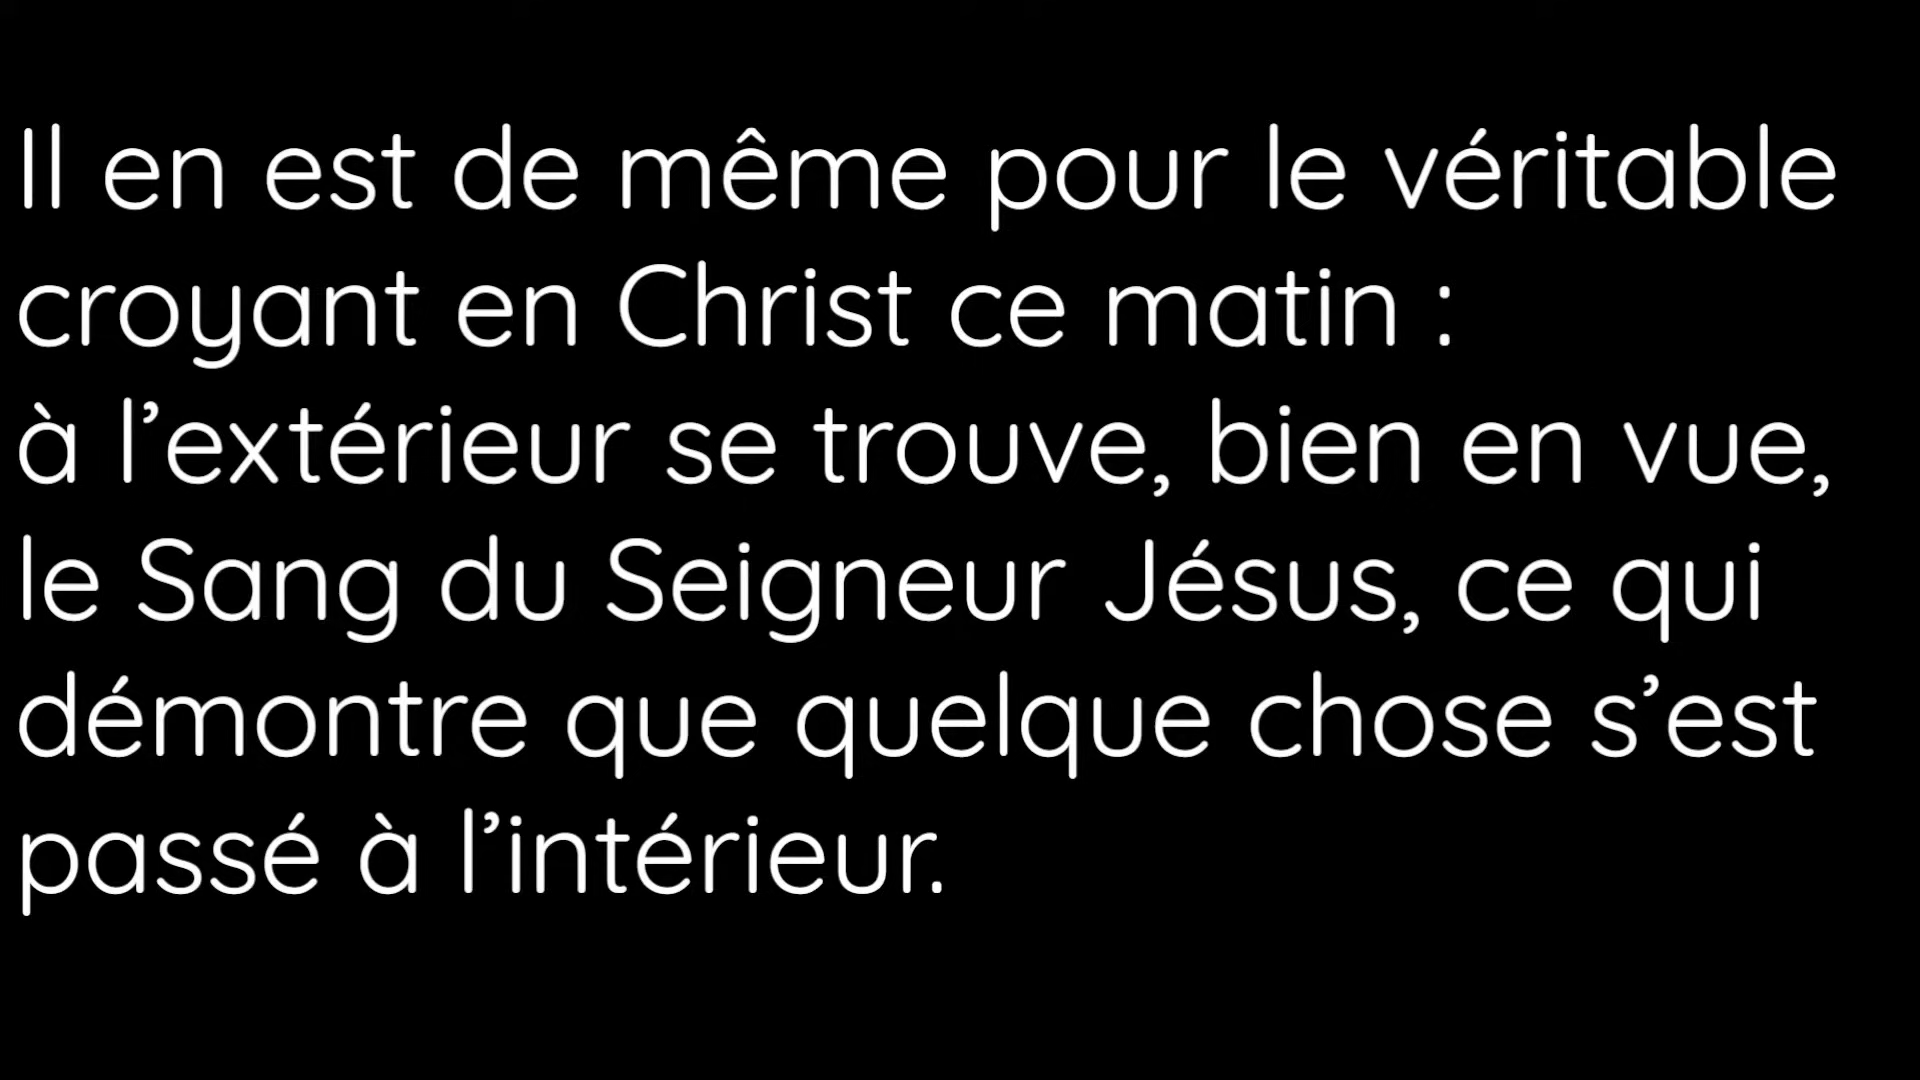 Il en est de même pour le véritable
croyant en Christ ce matin :
à l’extérieur se trouve, bien en vue,
le Sang du Seigneur Jésus, ce qui
démontre que quelque chose s’est
passé à l’intérieur.